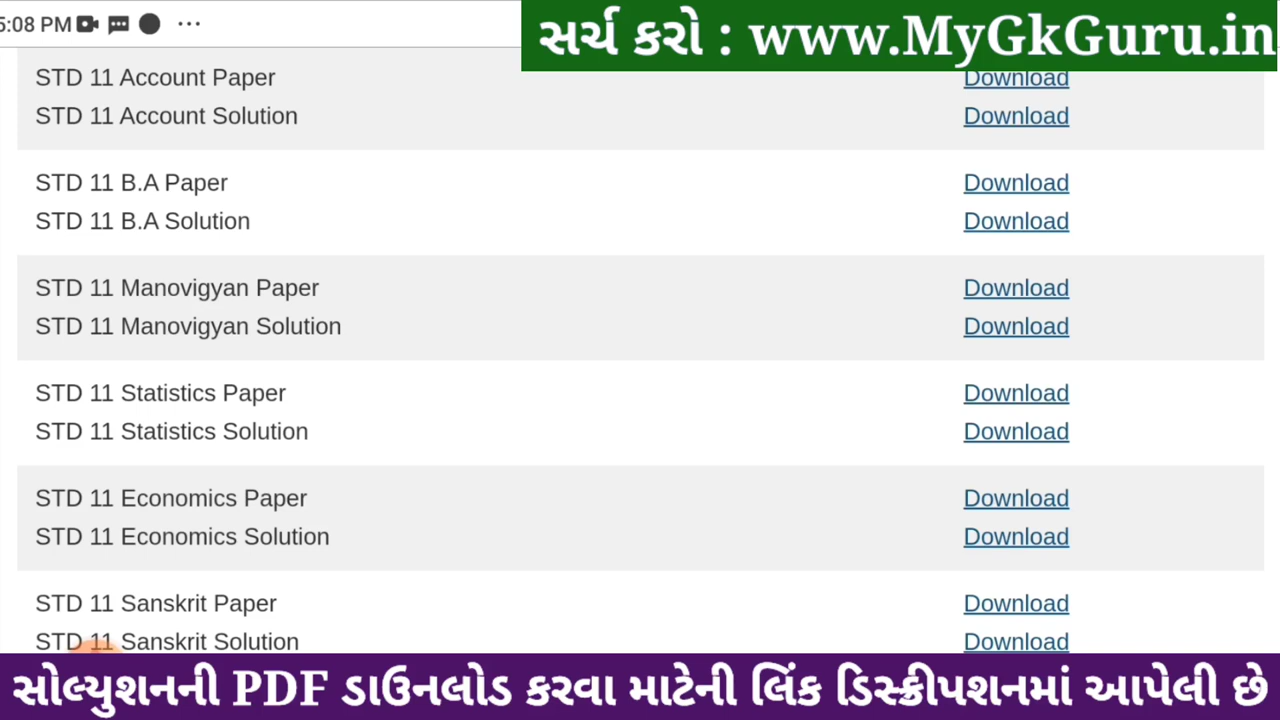 5:08 PM
સર્ચ કરો : www.MyGkGuru.in
STD 11 Account Paper Download
STD 11 Account Solution Download
STD 11 B.A Paper Download
STD 11 B.A Solution Download
STD 11 Manovigyan Paper Download
STD 11 Manovigyan Solution Download
STD 11 Statistics Paper Download
STD 11 Statistics Solution Download
STD 11 Economics Paper Download
STD 11 Economics Solution Download
STD 11 Sanskrit Paper Download
STD 11 Sanskrit Solution Download
સોલ્યુશનની PDF ડાઉનલોડ કરવા માટેની લિંક ડિસ્ક્રીપશનમાં આપેલી છે